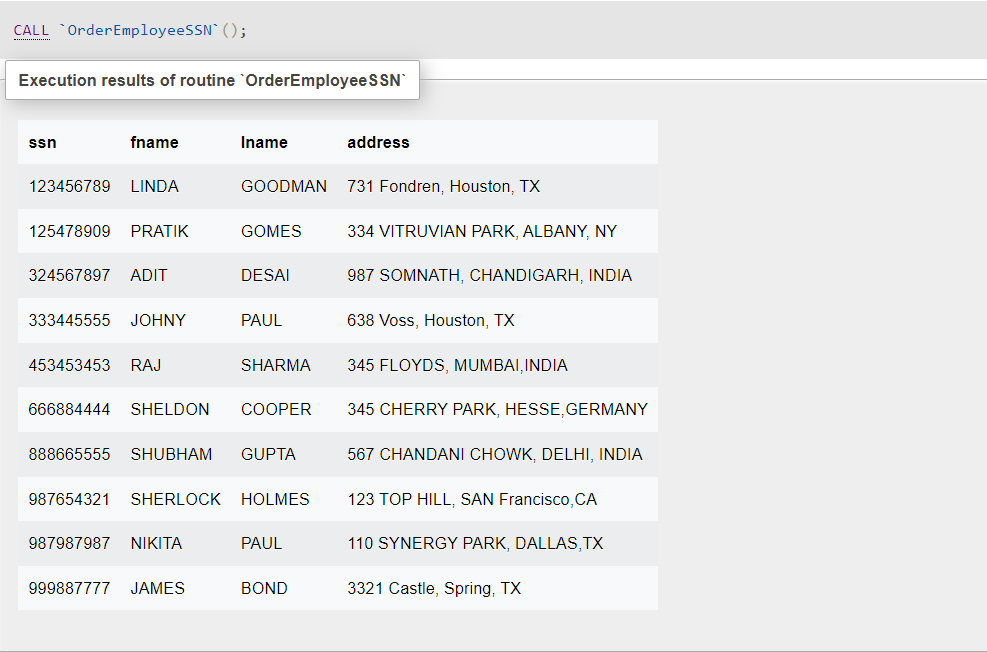 CALL `OrderEmployeeSSN`();
Execution results of routine `OrderEmployeeSSN`
ssn fname lname address
123456789 LINDA GOODMAN 731 Fondren, Houston, TX
125478909 PRATIK GOMES 334 VITRUVIAN PARK, ALBANY, NY
324567897 ADIT DESAI 987 SOMNATH, CHANDIGARH, INDIA
333445555 JOHNY PAUL 638 Voss, Houston, TX
453453453 RAJ SHARMA 345 FLOYDS, MUMBAI,INDIA
666884444 SHELDON COOPER 345 CHERRY PARK, HESSE,GERMANY
888665555 SHUBHAM GUPTA 567 CHANDANI CHOWK, DELHI, INDIA
987654321 SHERLOCK HOLMES 123 TOP HILL, SAN Francisco,CA
987987987 NIKITA PAUL 110 SYNERGY PARK, DALLAS,TX
999887777 JAMES BOND 3321 Castle, Spring, TX